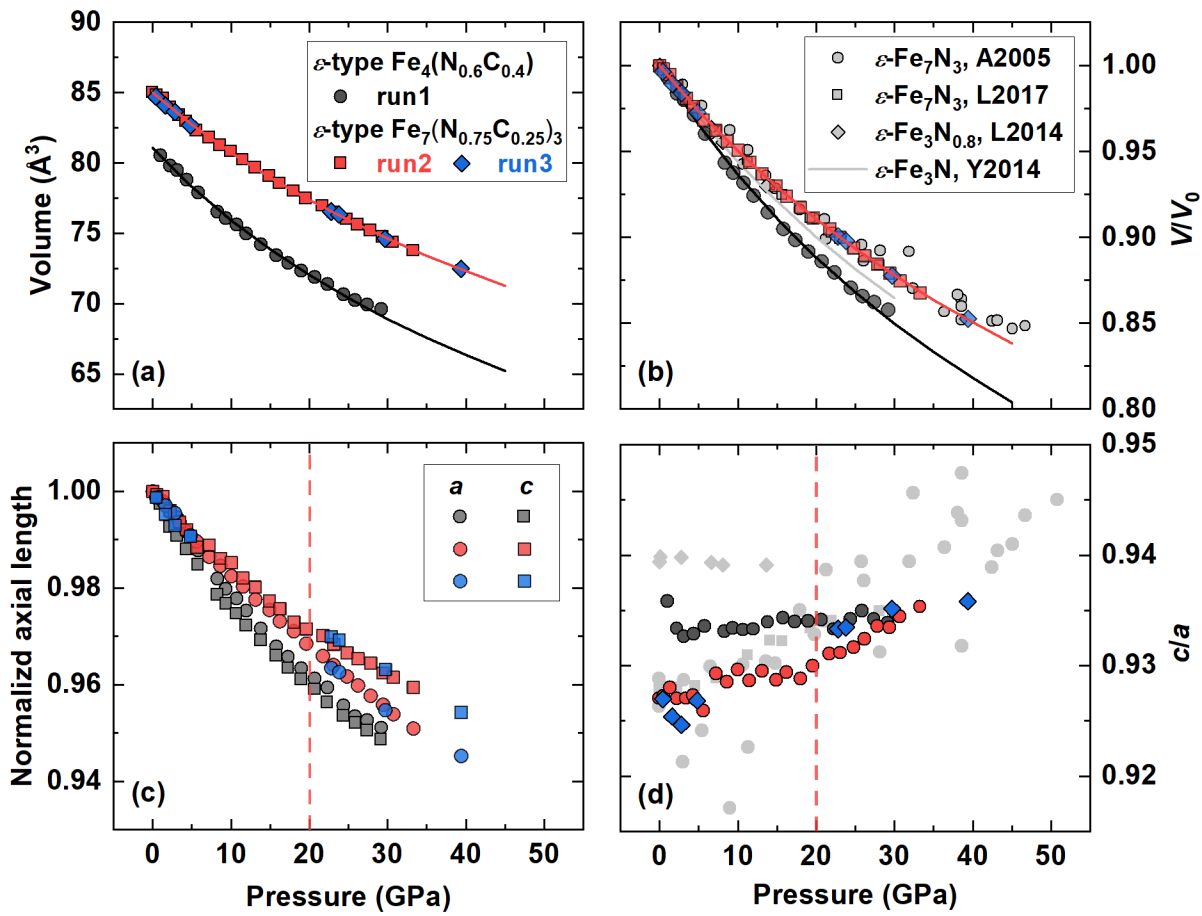 90
85
80
75
70
65
Volume (Å³)
ε-type Fe₄(N₀.₆C₀.₄)
run1
ε-type Fe₇(N₀.₇₅C₀.₂₅)₃
run2 run3
(a)
ε-Fe₇N₃, A2005
ε-Fe₇N₃, L2017
ε-Fe₃N₀.₈, L2014
ε-Fe₃N, Y2014
(b)
1.00
0.95
0.90
0.85
0.80
V/V₀
1.00
0.98
0.96
0.94
Normalizd axial length
a c
(c)
0 10 20 30 40 50
Pressure (GPa)
(d)
0.95
0.94
0.93
0.92
c/a
0 10 20 30 40 50
Pressure (GPa)